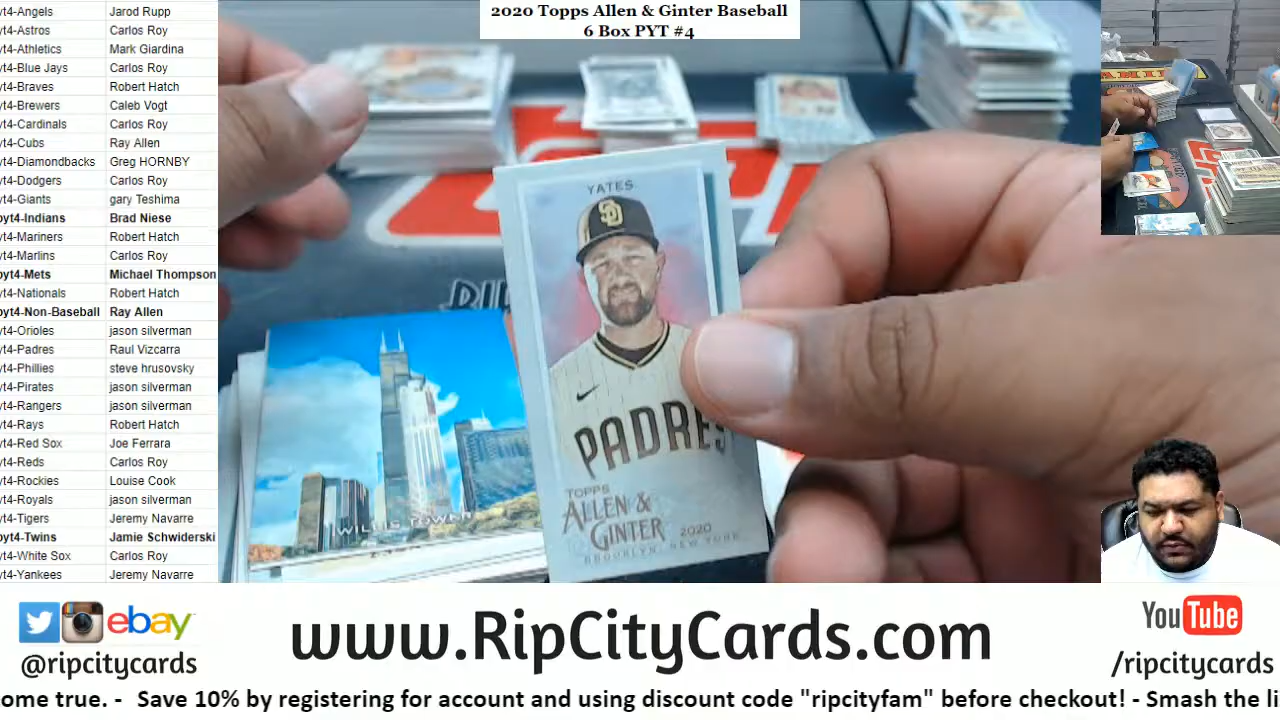 2020 Topps Allen & Ginter Baseball
6 Box PYT #4
yt4-Angels Jarod Rupp
yt4-Astros Carlos Roy
yt4-Athletics Mark Giardina
yt4-Blue Jays Carlos Roy
yt4-Braves Robert Hatch
yt4-Brewers Caleb Vogt
yt4-Cardinals Carlos Roy
yt4-Cubs Ray Allen
yt4-Diamondbacks Greg HORNBY
yt4-Dodgers Carlos Roy
yt4-Giants gary Teshima
pyt4-Indians Brad Niese
yt4-Mariners Robert Hatch
yt4-Marlins Carlos Roy
pyt4-Mets Michael Thompson
yt4-Nationals Robert Hatch
pyt4-Non-Baseball Ray Allen
yt4-Orioles jason silverman
yt4-Padres Raul Vizcarra
yt4-Phillies steve hrusovsky
yt4-Pirates jason silverman
yt4-Rangers jason silverman
yt4-Rays Robert Hatch
yt4-Red Sox Joe Ferrara
yt4-Reds Carlos Roy
yt4-Rockies Louise Cook
yt4-Royals jason silverman
yt4-Tigers Jeremy Navarre
pyt4-Twins Jamie Schwiderski
yt4-White Sox Carlos Roy
yt4-Yankees Jeremy Navarre
YATES
SD
PADRES
TOPPS
ALLEN &
GINTER 2020
BROOKLYN, NEW YORK
WILLIS TOWER
ebay
@ripcitycards
www.RipCityCards.com
YouTube
/ripcitycards
ome true. - Save 10% by registering for account and using discount code "ripcityfam" before checkout! - Smash the li